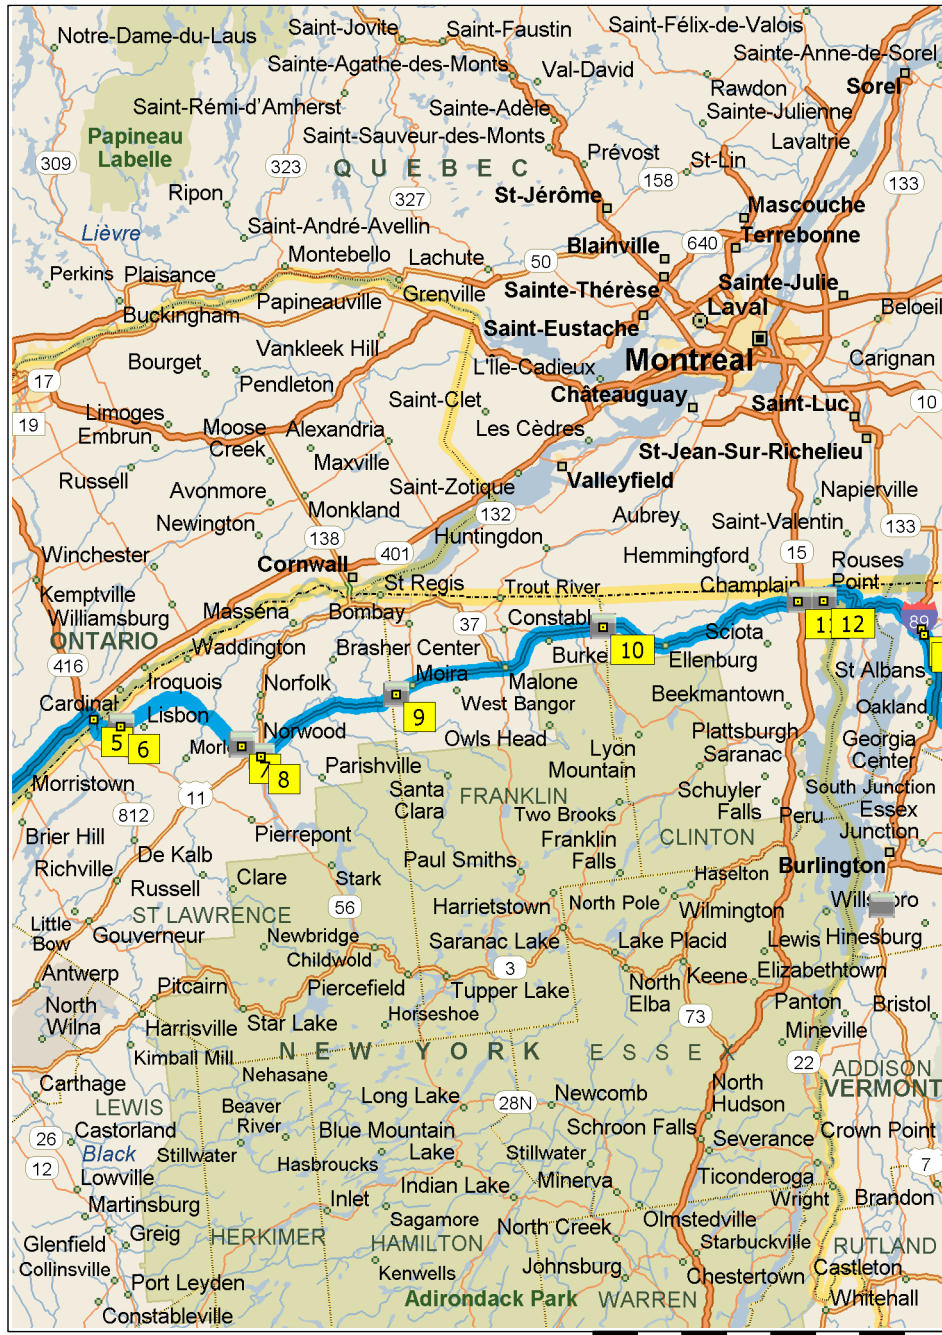 Notre-Dame-du-Laus
Saint-Jovite
Saint-Faustin
Saint-Félix-de-Valois
Sainte-Anne-de-Sorel
Sainte-Agathe-des-Monts
Val-David
Sorel
Rawdon
Saint-Rémi-d'Amherst
Sainte-Adèle
Sainte-Julienne
Papineau
Labelle
Saint-Sauveur-des-Monts
Lavaltrie
309
323
QUEBEC
Prévost
St-Lin
158
133
Ripon
327
St-Jérôme
Mascouche
Lièvre
Saint-André-Avellin
Blainville
640
Terrebonne
Montebello
Lachute
50
Perkins
Plaisance
Grenville
Sainte-Thérèse
Sainte-Julie
Papineauville
Laval
Beloeil
Buckingham
Saint-Eustache
Vankleek Hill
Montreal
Carignan
Bourget
L'Île-Cadieux
17
Pendleton
Châteauguay
Saint-Clet
Saint-Luc
10
19
Limoges
Embrun
Moose
Creek
Alexandria
Les Cèdres
St-Jean-Sur-Richelieu
Maxville
Russell
Avonmore
Saint-Zotique
Valleyfield
Napierville
Monkland
132
Aubrey
Saint-Valentin
Newington
138
133
Huntingdon
Winchester
401
Hemmingford
15
Rouses
Point
Cornwall
St Regis
Trout River
Champlain
Kemptville
Williamsburg
Massena
Bombay
37
Constabl
Sciota
11
12
89
ONTARIO
Waddington
Brasher Center
Burke
10
Ellenburg
416
Moira
Malone
St Albans
Iroquois
Norfolk
West Bangor
Beekmantown
Cardinal
Lisbon
9
Oakland
5
6
Norwood
Owls Head
Lyon
Mountain
Plattsburgh
Georgia
Center
Morl
7
8
Parishville
Saranac
Morristown
11
Santa
Clara
FRANKLIN
Schuyler
Falls
South Junction
Essex
Junction
812
Two Brooks
Peru
Brier Hill
Pierrepont
Franklin
Falls
CLINTON
De Kalb
Paul Smiths
Burlington
Richville
Clare
Stark
Haselton
Russell
56
Harrietstown
North Pole
Wills
oro
ST LAWRENCE
Wilmington
Little
Bow
Gouverneur
Newbridge
Saranac Lake
Lake Placid
Lewis
Hinesburg
Childwold
3
Antwerp
Pitcairn
Piercefield
Tupper Lake
North
Elba
Keene
Elizabethtown
North
Wilna
Horseshoe
73
Panton
Bristol
Harrisville
Star Lake
Mineville
Kimball Mill
NEW YORK
ESSEX
22
ADDISON
VERMONT
Nehasane
Carthage
Long Lake
28N
Newcomb
North
Hudson
LEWIS
Beaver
River
Castorland
Blue Mountain
Lake
Schroon Falls
Severance
Crown Point
26
Black
Stillwater
Hasbroucks
Stillwater
12
7
Lowville
Indian Lake
Minerva
Ticonderoga
Martinsburg
Inlet
Wright
Brandon
Greig
Sagamore
North Creek
Olmstedville
Glenfield
HERKIMER
HAMILTON
Starbuckville
RUTLAND
Collinsville
Kenwells
Johnsburg
Chestertown
Castleton
Port Leyden
Adirondack Park
WARREN
Whitehall
Constableville